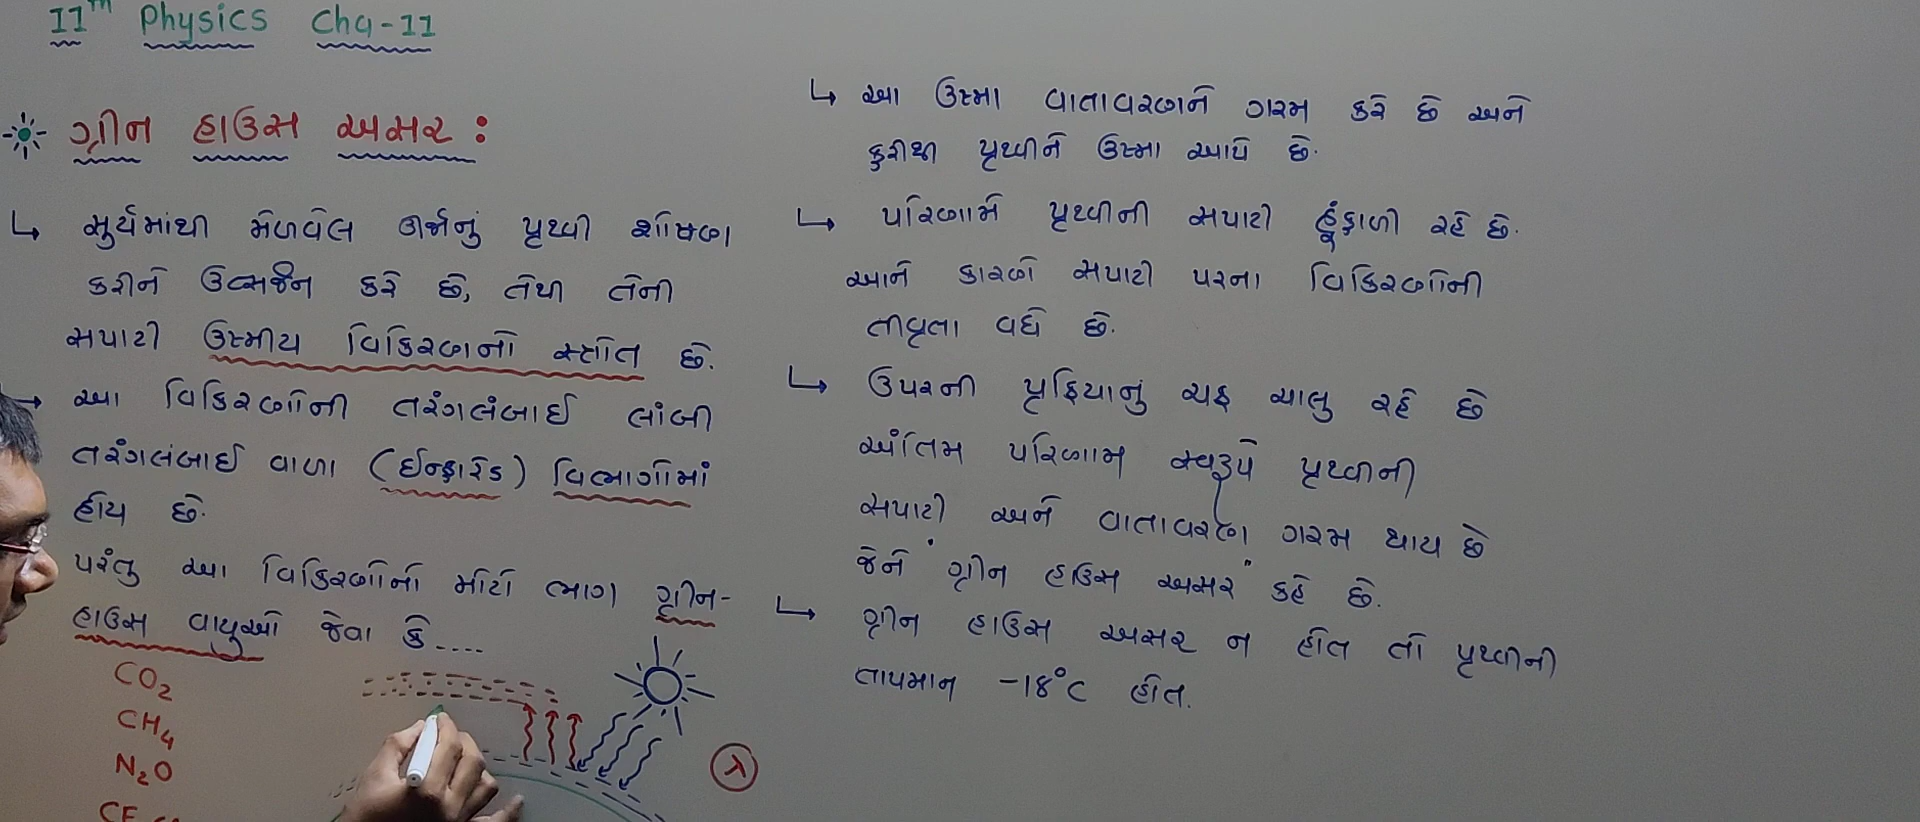 11th Physics Cha-11
ગ્રીન હાઉસ અસર :
↳ સુર્યમાંથી મેળવેલ ઊર્જાનું પૃથ્વી શોષણ
કરીને ઉત્સર્જન કરે છે, તેથી તેની
સપાટી ઉષ્મીય વિકિરણનો સ્ત્રોત છે.
→ આ વિકિરણોની તરંગલંબાઈ લાંબી
તરંગલંબાઈ વાળા (ઈન્ફ્રારેડ) વિભાગોમાં
હોય છે.
પરંતુ આ વિકિરણોનો મોટો ભાગ ગ્રીન-
હાઉસ વાયુઓ જેવા કે....
CO₂
CH₄
N₂O
λ
↳ આ ઉષ્મા વાતાવરણને ગરમ કરે છે અને
ફરીથી પૃથ્વીને ઉષ્મા આપે છે.
↳ પરિણામે પૃથ્વીની સપાટી હૂંફાળી રહે છે.
આને કારણે સપાટી પરના વિકિરણોની
તીવ્રતા વધે છે.
↳ ઉપરની પ્રક્રિયાનું ચક્ર ચાલુ રહે છે
અંતિમ પરિણામ સ્વરૂપે પૃથ્વીની
સપાટી અને વાતાવરણ ગરમ થાય છે
જેને "ગ્રીન હાઉસ અસર" કહે છે.
↳ ગ્રીન હાઉસ અસર ન હોત તો પૃથ્વીની
તાપમાન -18°C હોત.